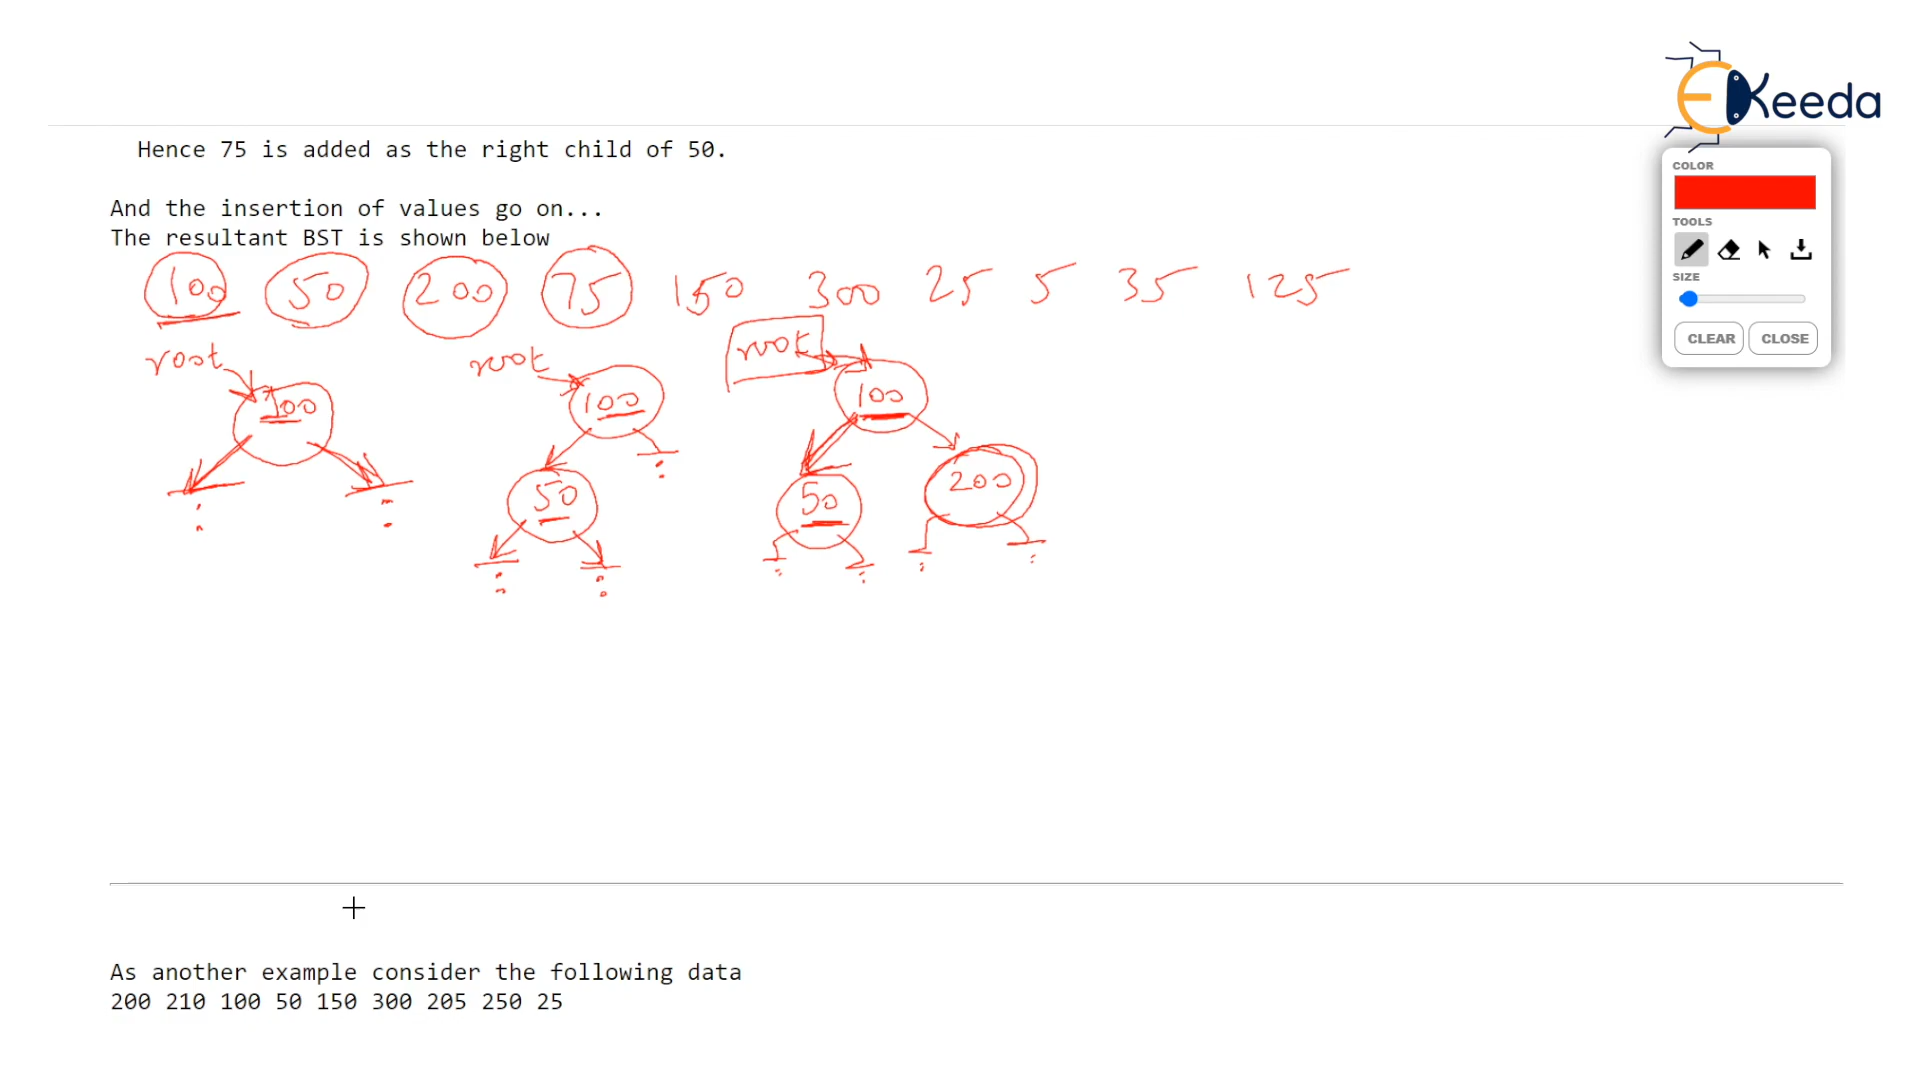 EKeeda
Hence 75 is added as the right child of 50.
COLOR
And the insertion of values go on...
TOOLS
The resultant BST is shown below
SIZE
100 50 200 75 150 300 25 5 35 125
CLEAR CLOSE
root root root
100 100 100
50 50 200
As another example consider the following data
200 210 100 50 150 300 205 250 25